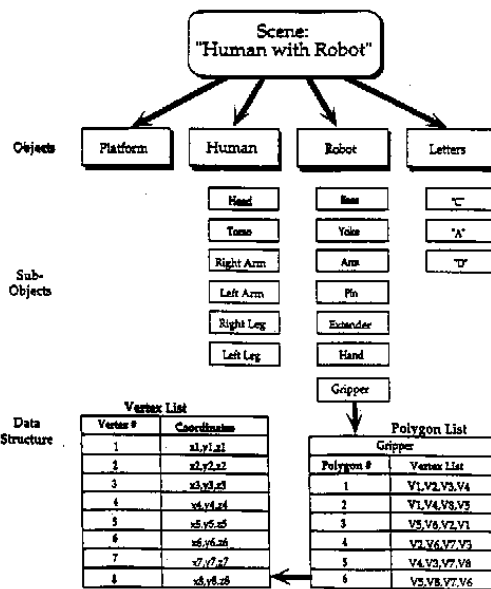 Scene:
"Human with Robot"
Objects
Platform
Human
Robot
Letters
Head
Base
"C"
Torso
Yoke
"A"
Right Arm
Arm
"D"
Sub-
Objects
Left Arm
Pin
Right Leg
Extender
Left Leg
Hand
Gripper
Data
Structure
Vertex List
Vertex # Coordinates
1 x1,y1,z1
2 x2,y2,z2
3 x3,y3,z3
4 x4,y4,z4
5 x5,y5,z5
6 x6,y6,z6
7 x7,y7,z7
8 x8,y8,z8
Polygon List
Gripper
Polygon # Vertex List
1 V1,V2,V3,V4
2 V1,V4,V8,V5
3 V5,V6,V2,V1
4 V2,V6,V7,V3
5 V4,V3,V7,V8
6 V5,V8,V7,V6